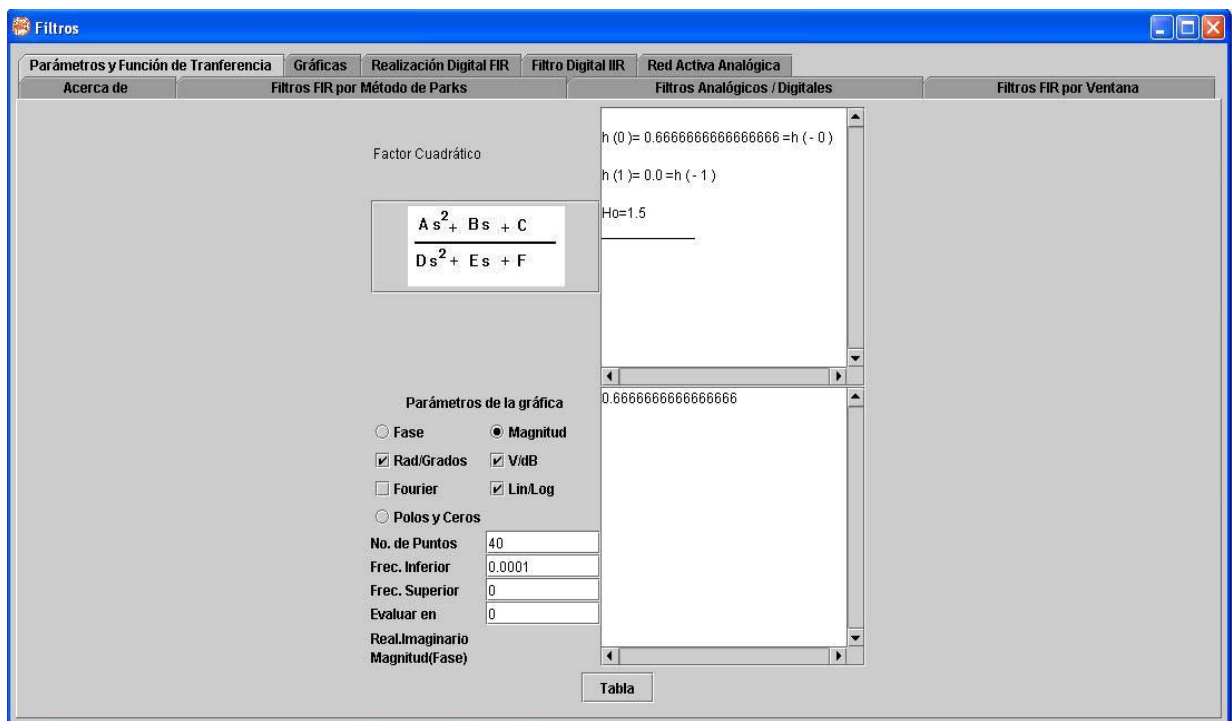 Filtros
Parámetros y Función de Tranferencia Gráficas Realización Digital FIR Filtro Digital IIR Red Activa Analógica
Acerca de Filtros FIR por Método de Parks Filtros Analógicos / Digitales Filtros FIR por Ventana
Factor Cuadrático
As2+ Bs + C
Ds2+ Es + F
h (0 )= 0.6666666666666666 =h ( - 0 )
h (1 )= 0.0 =h ( - 1 )
Ho=1.5
Parámetros de la gráfica
Fase Magnitud
Rad/Grados V/dB
Fourier Lin/Log
Polos y Ceros
No. de Puntos 40
Frec. Inferior 0.0001
Frec. Superior 0
Evaluar en 0
Real.Imaginario
Magnitud(Fase)
0.6666666666666666
Tabla